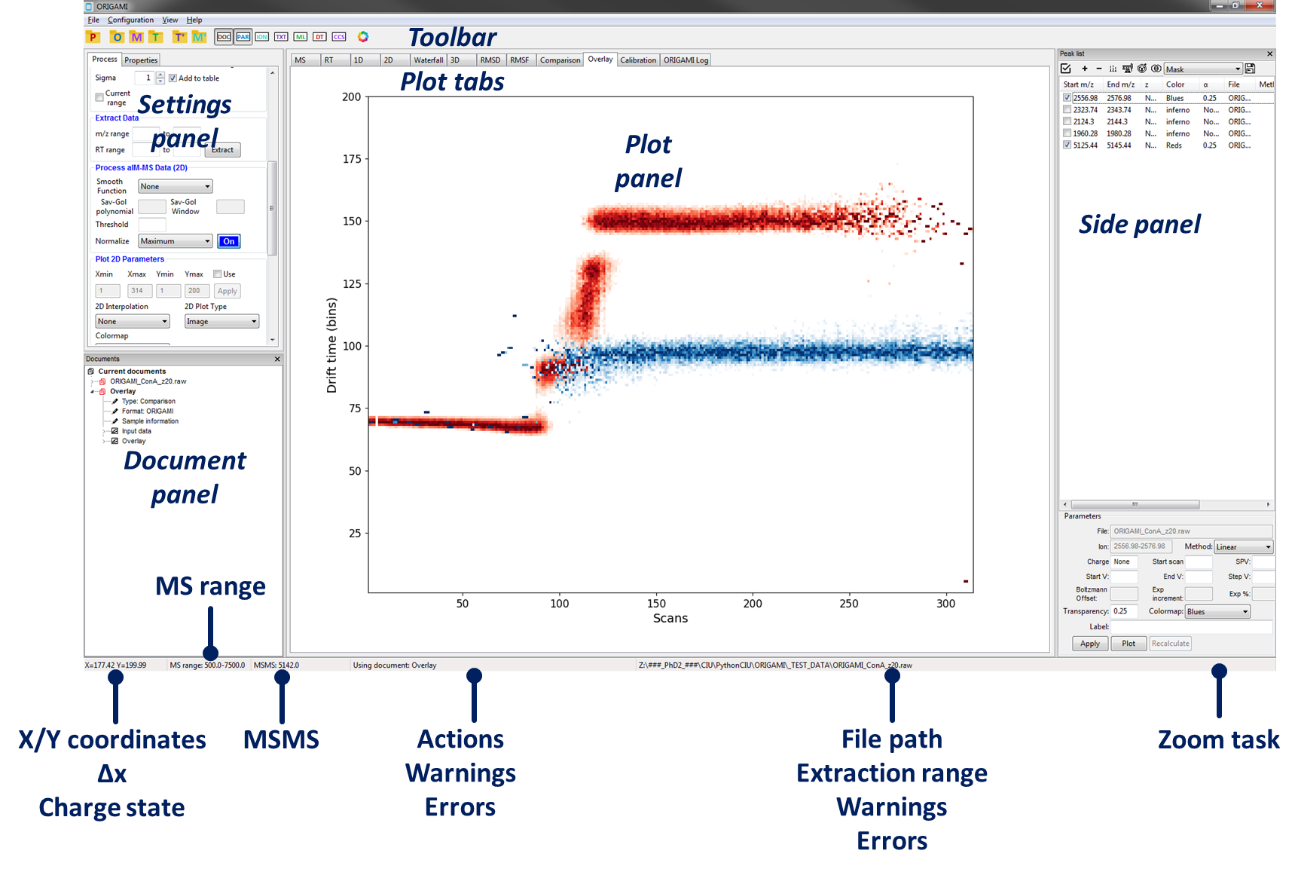 ORIGAMI
File Configuration View Help
P O M T T M DOC PAR ION TXT ML DT CCS
Toolbar
Process Properties
Sigma 1 Add to table
Current range
Settings panel
Extract Data
m/z range to
RT range to Extract
Process aIM-MS Data (2D)
Smooth Function None
Sav-Gol polynomial Sav-Gol Window
Threshold
Normalize Maximum On
Plot 2D Parameters
Xmin Xmax Ymin Ymax Use
1 314 1 200 Apply
2D Interpolation 2D Plot Type
None Image
Colormap
Documents
Current documents
ORIGAMI_ConA_z20.raw
Overlay
Type: Comparison
Format: ORIGAMI
Sample information
Input data
Overlay
Document panel
MS RT 1D 2D Waterfall 3D RMSD RMSF Comparison Overlay Calibration ORIGAMI Log
Plot tabs
Plot panel
200
175
150
125
100
75
50
25
Drift time (bins)
50 100 150 200 250 300
Scans
Peak list
Mask
Start m/z End m/z z Color α File Metl
2556.98 2576.98 N... Blues 0.25 ORIG...
2323.74 2343.74 N... inferno No... ORIG...
2124.3 2144.3 N... inferno No... ORIG...
1960.28 1980.28 N... inferno No... ORIG...
5125.44 5145.44 N... Reds 0.25 ORIG...
Side panel
Parameters
File: ORIGAMI_ConA_z20.raw
Ion: 2556.98-2576.98 Method: Linear
Charge None Start scan SPV:
Start V: End V: Step V:
Boltzmann Offset: Exp increment: Exp %:
Transparency: 0.25 Colormap: Blues
Label:
Apply Plot Recalculate
MS range
X=177.42 Y=199.99 MS range: 500.0-7500.0 MSMS: 5142.0 Using document: Overlay Z:\###_PhD2_###\CIU\PythonCIU\ORIGAMI\_TEST_DATA\ORIGAMI_ConA_z20.raw
X/Y coordinates
Δx
Charge state
MSMS
Actions
Warnings
Errors
File path
Extraction range
Warnings
Errors
Zoom task